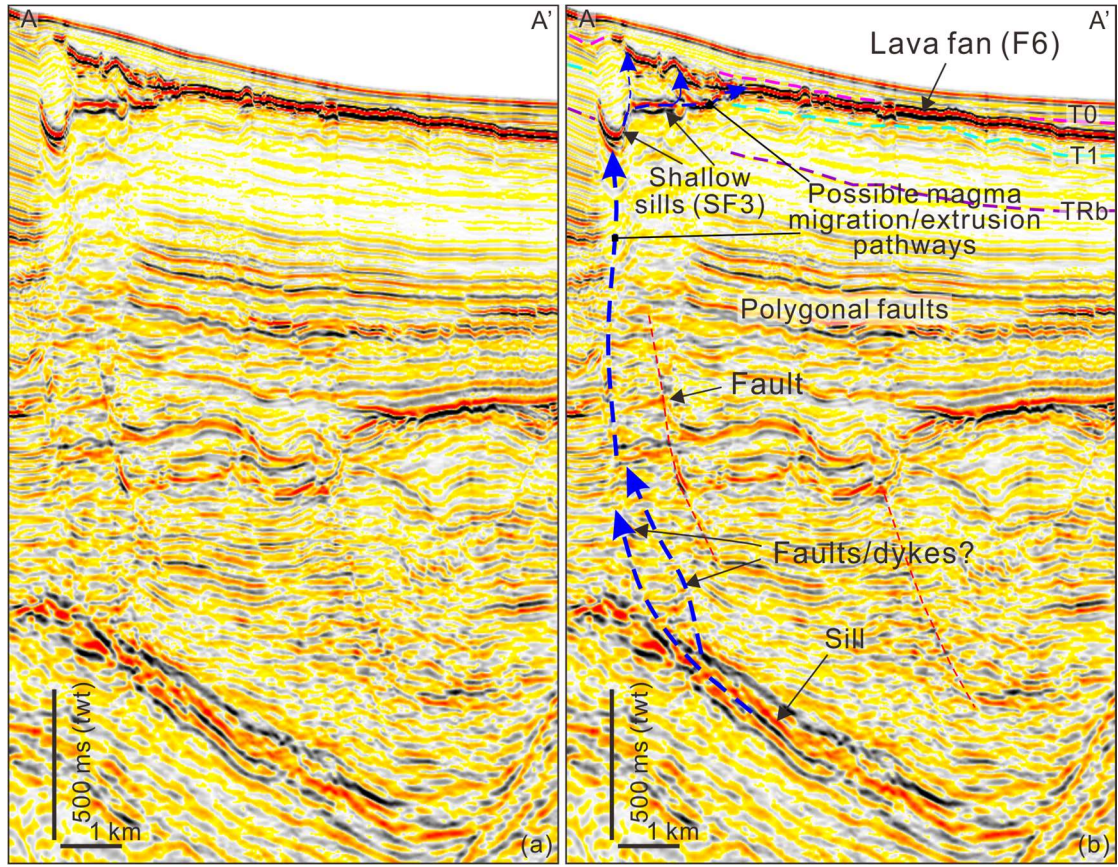 A
A'
500 ms (twt)
1 km
(a)
A
A'
Lava fan (F6)
T0
T1
Shallow
sills (SF3)
Possible magma
migration/extrusion
pathways
TRb
Polygonal faults
Fault
Faults/dykes?
Sill
500 ms (twt)
1 km
(b)